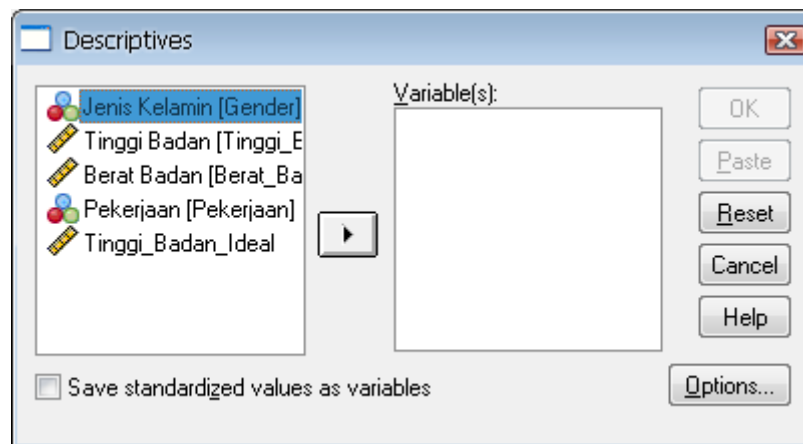 Descriptives
Jenis Kelamin [Gender]
Tinggi Badan [Tinggi_B
Berat Badan [Berat_Ba
Pekerjaan [Pekerjaan]
Tinggi_Badan_Ideal
Variable(s):
OK
Paste
Reset
Cancel
Help
Save standardized values as variables
Options...